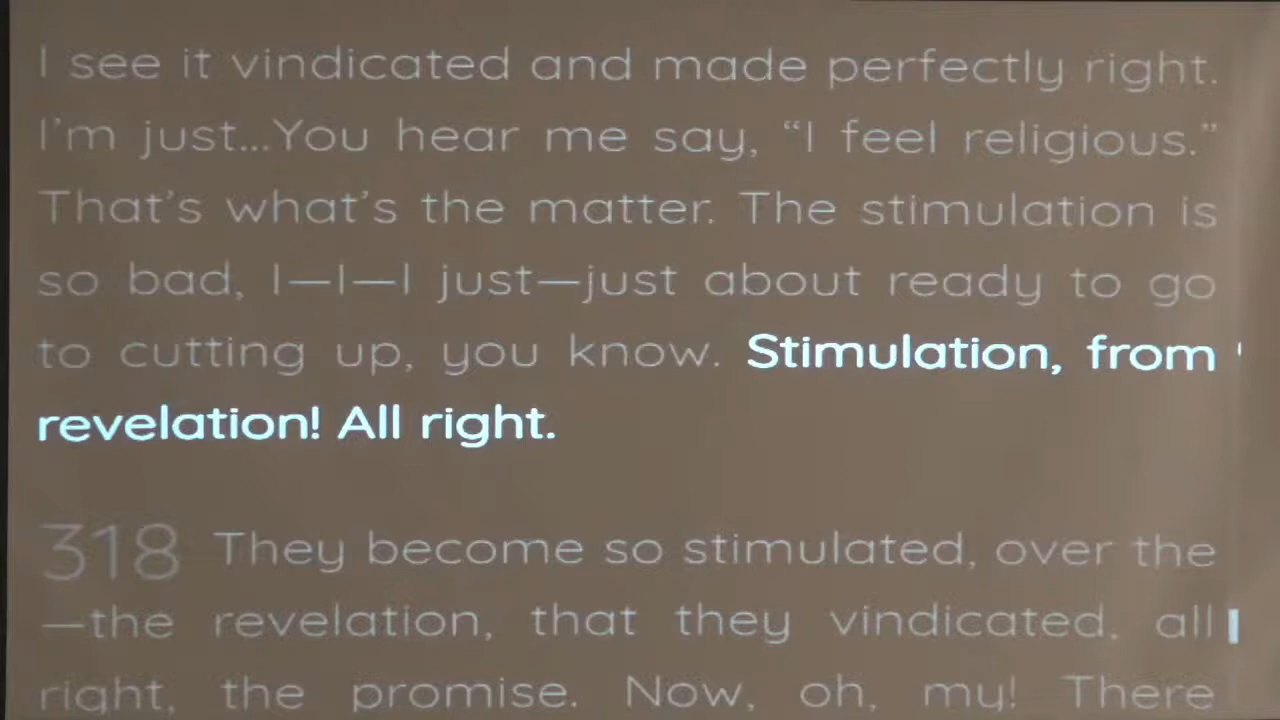 I see it vindicated and made perfectly right.
I'm just...You hear me say, “I feel religious.”
That's what's the matter. The stimulation is
so bad, I—I—I just—just about ready to go
to cutting up, you know. Stimulation, from
revelation! All right.
318 They become so stimulated, over the
—the revelation, that they vindicated, all
right, the promise. Now, oh, my! There